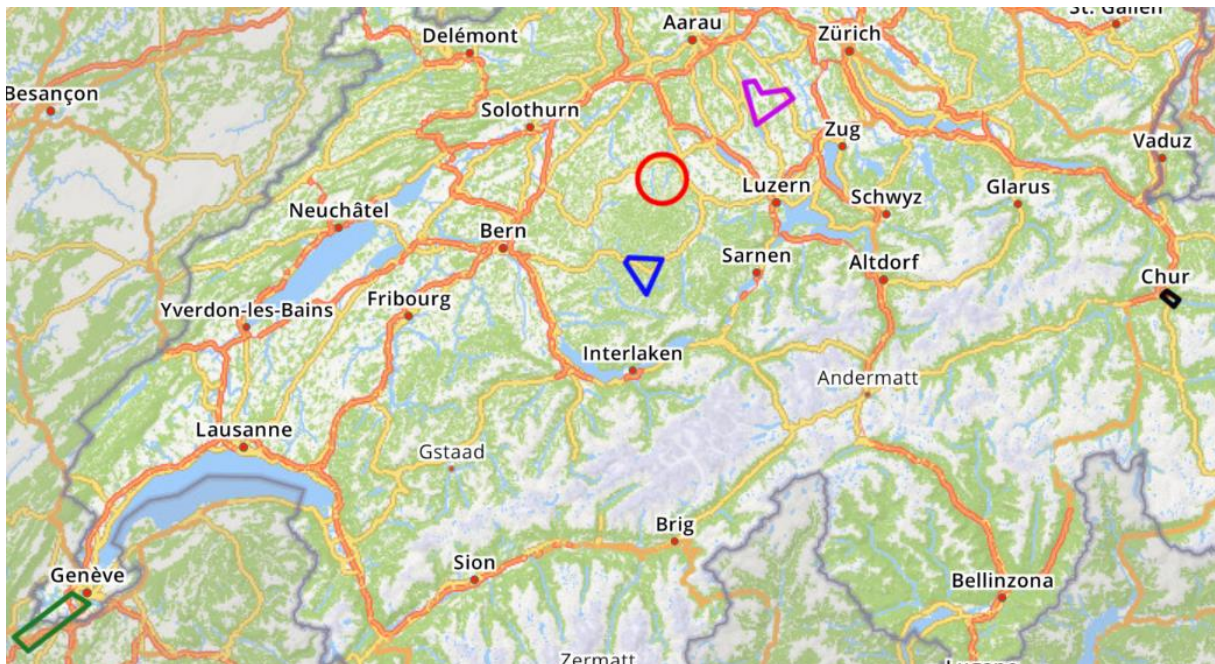 St. Gallen
Aarau
Zürich
Delémont
Besançon
Solothurn
Zug
Vaduz
Luzern
Schwyz
Glarus
Neuchâtel
Bern
Sarnen
Altdorf
Chur
Fribourg
Yverdon-les-Bains
Interlaken
Andermatt
Lausanne
Gstaad
Brig
Sion
Genève
Bellinzona
Zermatt